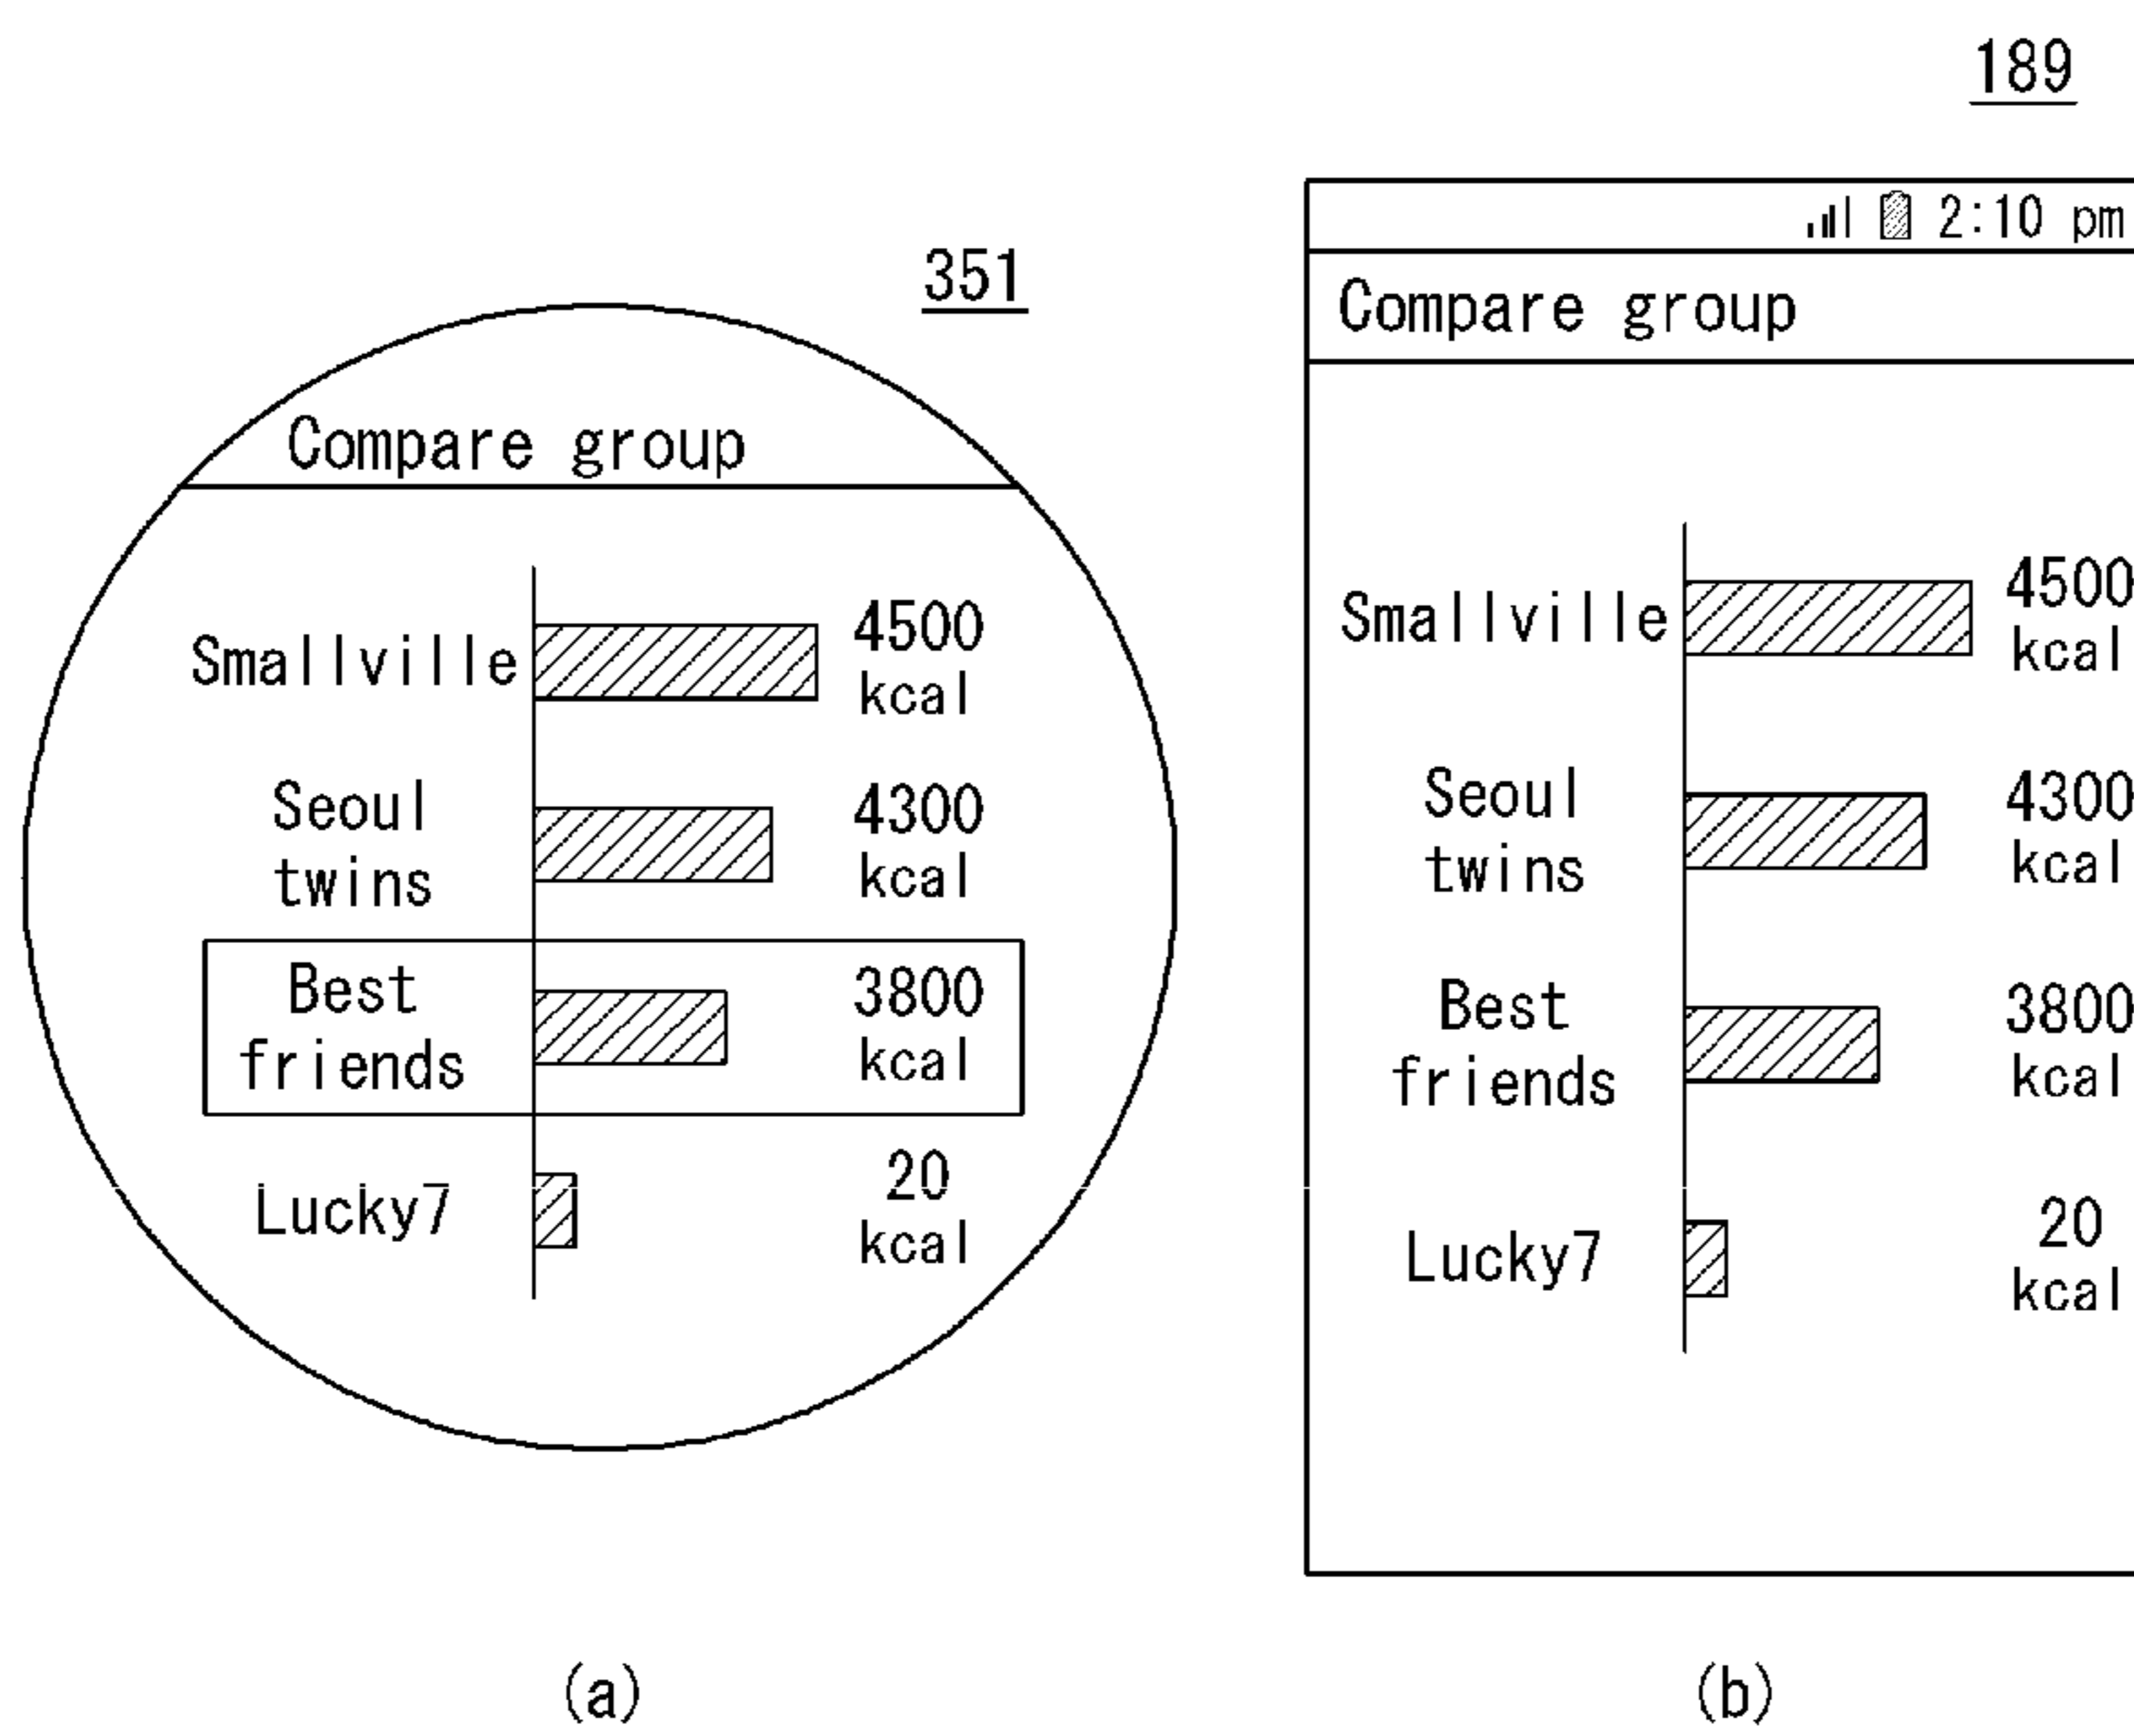 351
Compare group
Smallville
4500
kcal
Seoul
twins
4300
kcal
Best
friends
3800
kcal
Lucky7
20
kcal
(a)
189
2:10 pm
Compare group
Smallville
4500
kcal
Seoul
twins
4300
kcal
Best
friends
3800
kcal
Lucky7
20
kcal
(b)